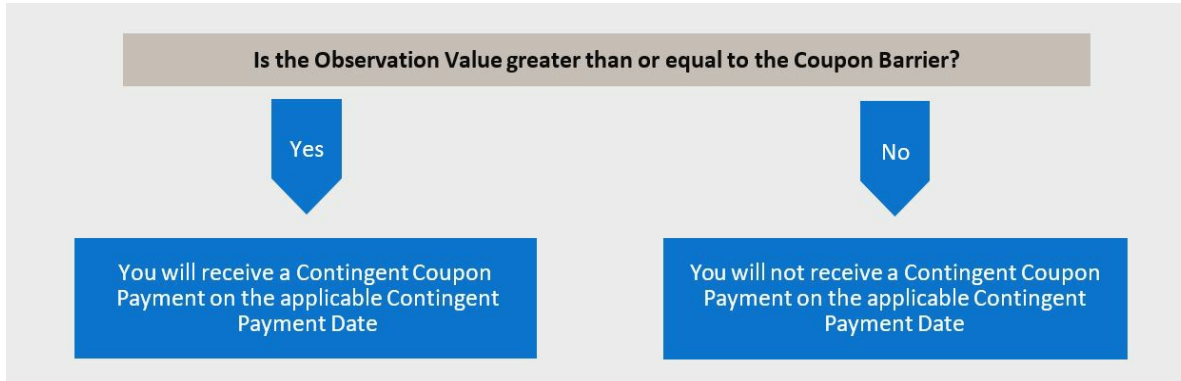 Is the Observation Value greater than or equal to the Coupon Barrier?
Yes
No
You will receive a Contingent Coupon
Payment on the applicable Contingent
Payment Date
You will not receive a Contingent Coupon
Payment on the applicable Contingent
Payment Date